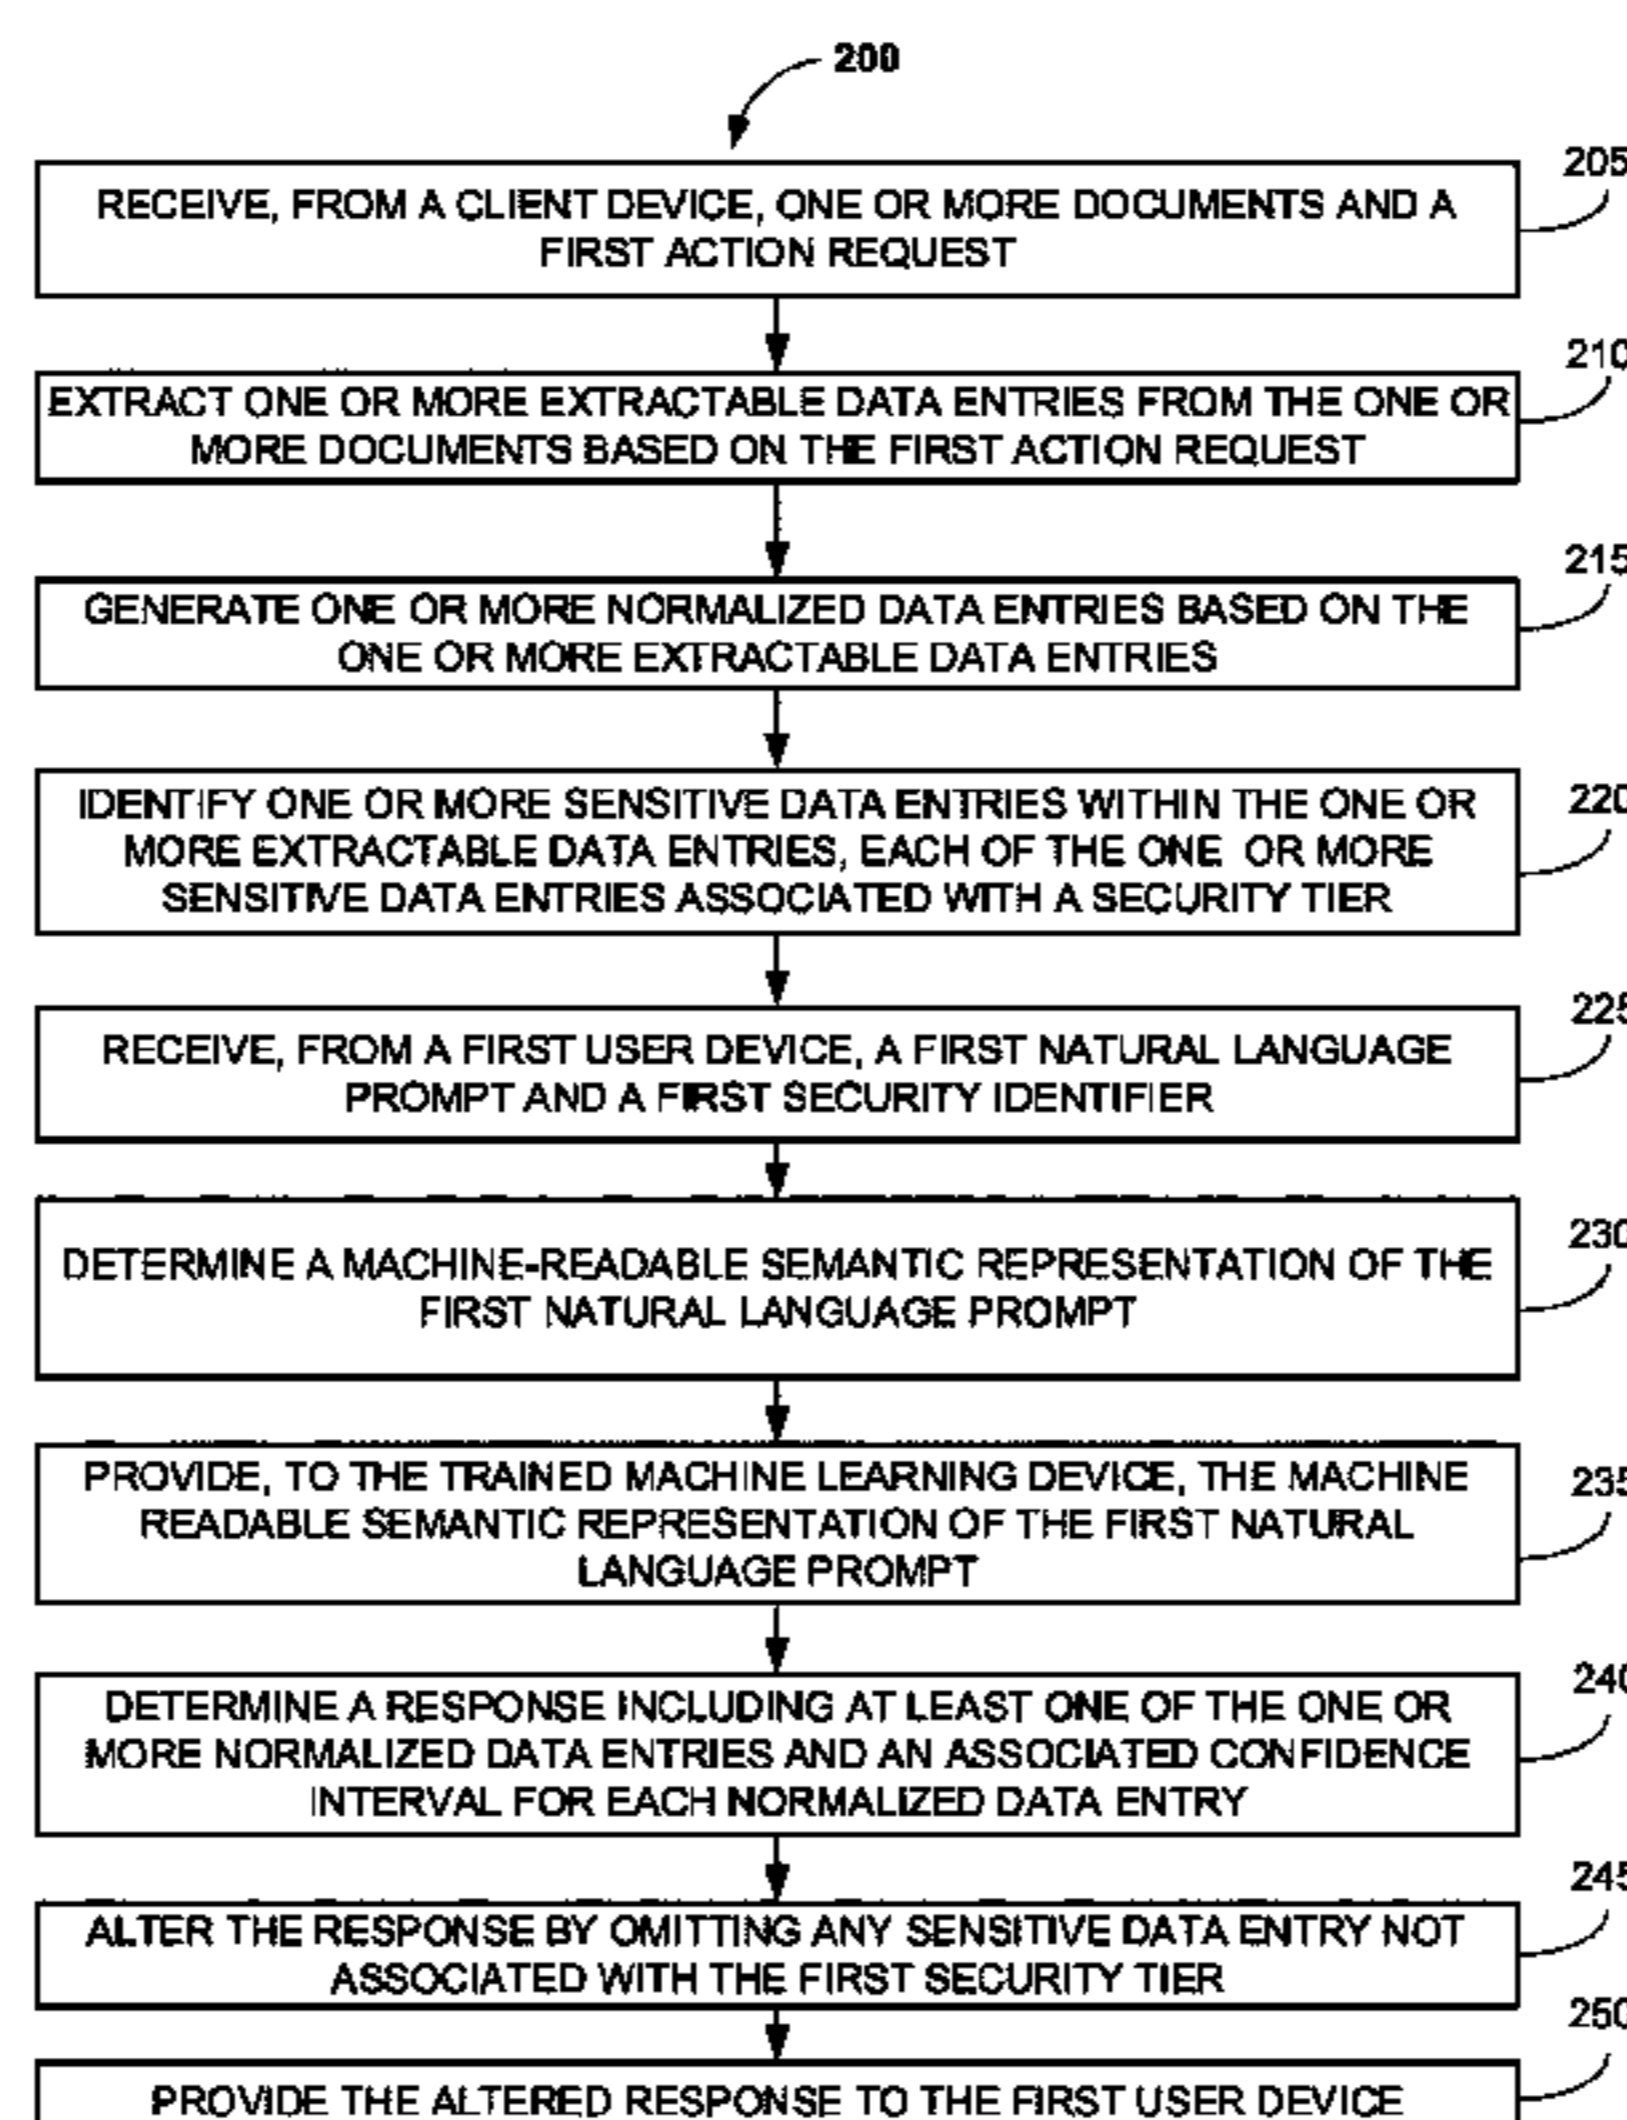 200
205
RECEIVE, FROM A CLIENT DEVICE, ONE OR MORE DOCUMENTS AND A
FIRST ACTION REQUEST
210
EXTRACT ONE OR MORE EXTRACTABLE DATA ENTRIES FROM THE ONE OR
MORE DOCUMENTS BASED ON THE FIRST ACTION REQUEST
215
GENERATE ONE OR MORE NORMALIZED DATA ENTRIES BASED ON THE
ONE OR MORE EXTRACTABLE DATA ENTRIES
220
IDENTIFY ONE OR MORE SENSITIVE DATA ENTRIES WITHIN THE ONE OR
MORE EXTRACTABLE DATA ENTRIES, EACH OF THE ONE OR MORE
SENSITIVE DATA ENTRIES ASSOCIATED WITH A SECURITY TIER
225
RECEIVE, FROM A FIRST USER DEVICE, A FIRST NATURAL LANGUAGE
PROMPT AND A FIRST SECURITY IDENTIFIER
230
DETERMINE A MACHINE-READABLE SEMANTIC REPRESENTATION OF THE
FIRST NATURAL LANGUAGE PROMPT
235
PROVIDE, TO THE TRAINED MACHINE LEARNING DEVICE, THE MACHINE
READABLE SEMANTIC REPRESENTATION OF THE FIRST NATURAL
LANGUAGE PROMPT
240
DETERMINE A RESPONSE INCLUDING AT LEAST ONE OF THE ONE OR
MORE NORMALIZED DATA ENTRIES AND AN ASSOCIATED CONFIDENCE
INTERVAL FOR EACH NORMALIZED DATA ENTRY
245
ALTER THE RESPONSE BY OMITTING ANY SENSITIVE DATA ENTRY NOT
ASSOCIATED WITH THE FIRST SECURITY TIER
250
PROVIDE THE ALTERED RESPONSE TO THE FIRST USER DEVICE